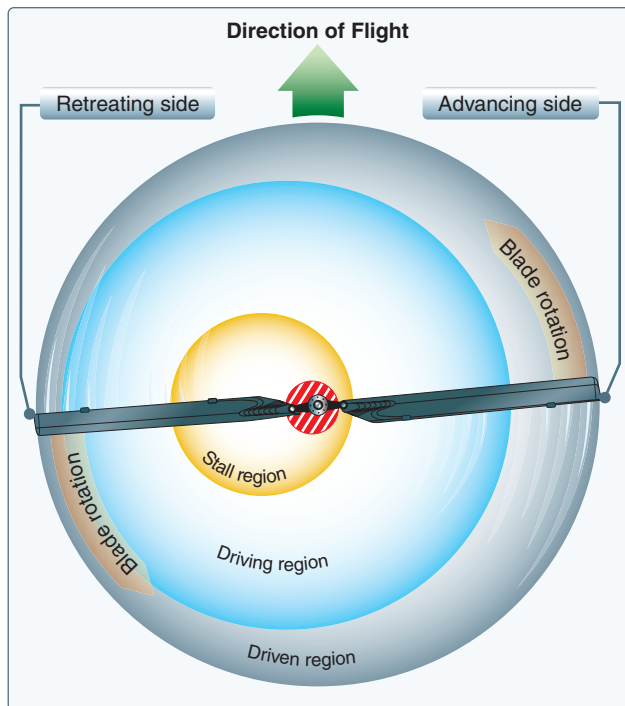 Direction of Flight
Retreating side
Advancing side
Blade rotation
Stall region
Blade rotation
Driving region
Driven region